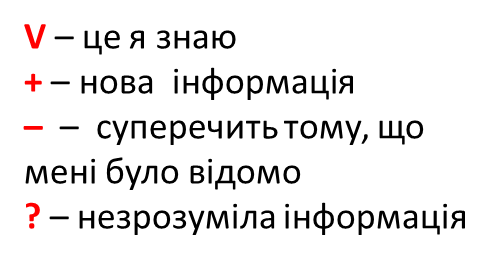 V – це я знаю
+ – нова інформація
– – суперечить тому, що
мені було відомо
? – незрозуміла інформація